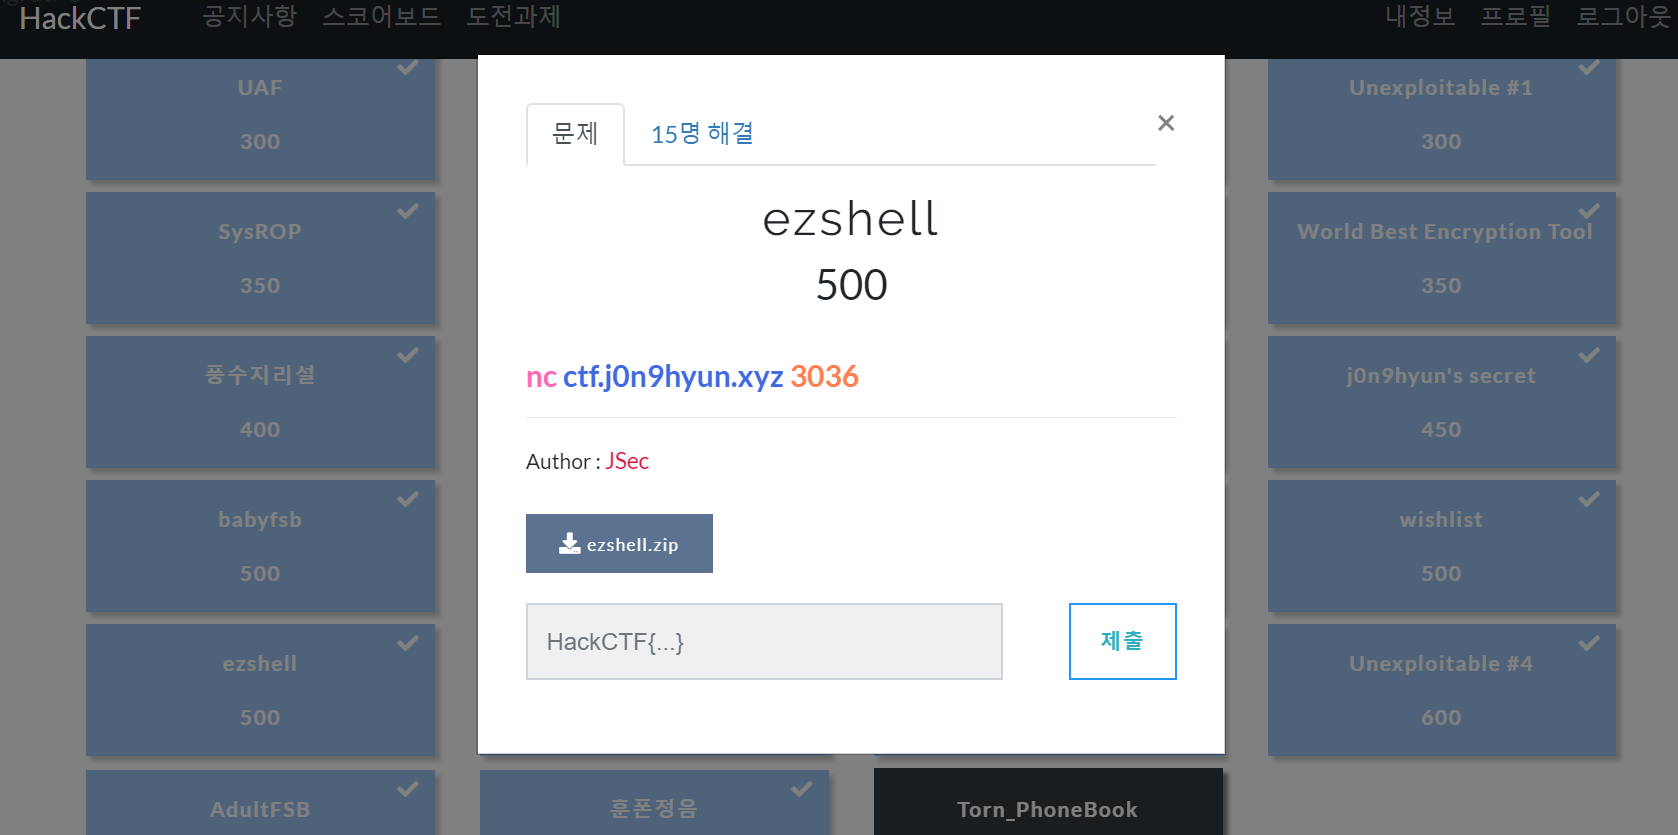 HackCTF 공지사항 스코어보드 도전과제 내정보 프로필 로그아웃
UAF
300
Unexploitable #1
300
SysROP
350
World Best Encryption Tool
350
풍수지리설
400
j0n9hyun's secret
450
babyfsb
500
wishlist
500
ezshell
500
Unexploitable #4
600
AdultFSB
훈폰정음
Torn_PhoneBook
문제 15명 해결
×
ezshell
500
nc ctf.j0n9hyun.xyz 3036
Author : JSec
ezshell.zip
HackCTF{...}
제출